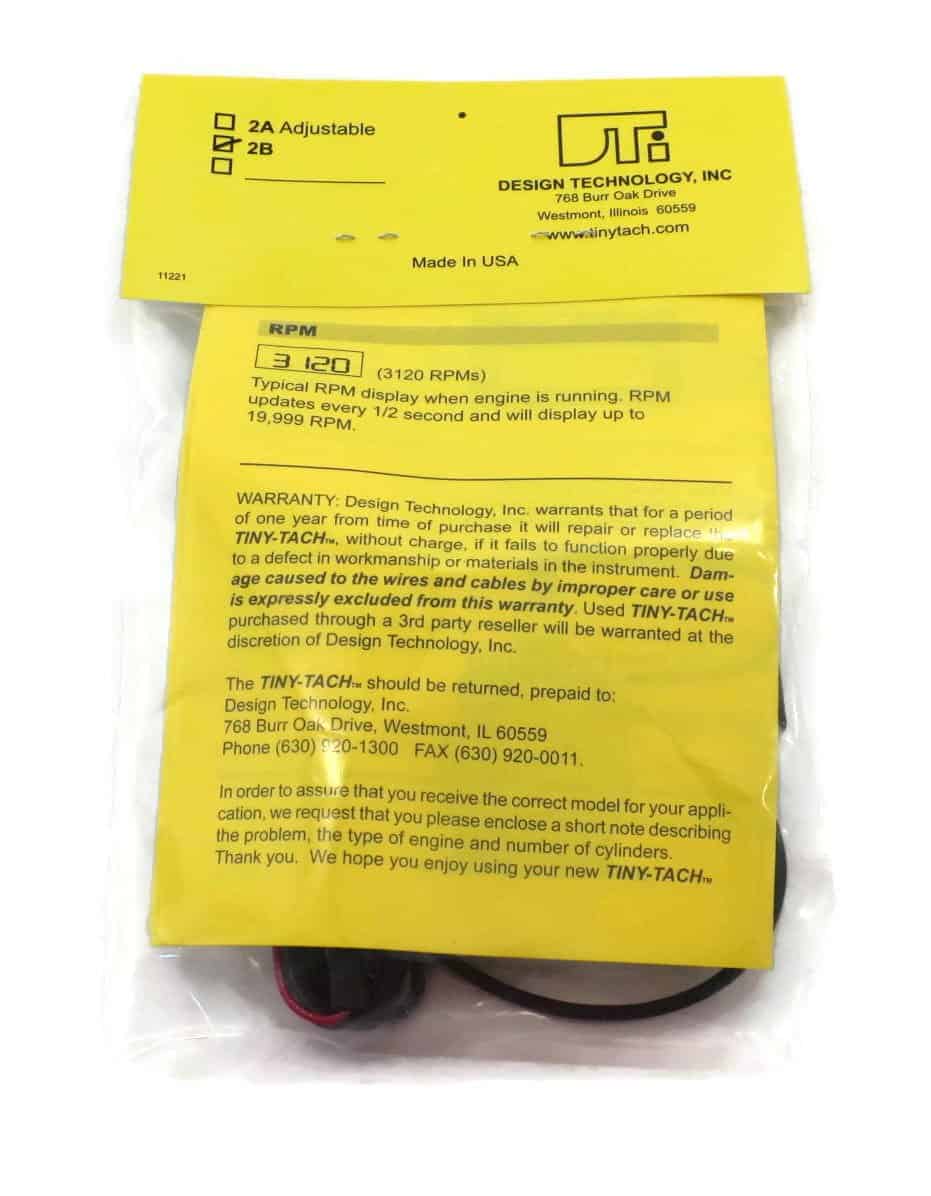 2A Adjustable
2B
DTi
DESIGN TECHNOLOGY, INC
768 Burr Oak Drive
Westmont, Illinois 60559
www.tinytach.com
Made In USA
11221
RPM
3 120 (3120 RPMs)
Typical RPM display when engine is running. RPM
updates every 1/2 second and will display up to
19,999 RPM.
WARRANTY: Design Technology, Inc. warrants that for a period
of one year from time of purchase it will repair or replace the
TINY-TACH™, without charge, if it fails to function properly due
to a defect in workmanship or materials in the instrument. Dam-
age caused to the wires and cables by improper care or use
is expressly excluded from this warranty. Used TINY-TACH™
purchased through a 3rd party reseller will be warranted at the
discretion of Design Technology, Inc.
The TINY-TACH™ should be returned, prepaid to:
Design Technology, Inc.
768 Burr Oak Drive, Westmont, IL 60559
Phone (630) 920-1300 FAX (630) 920-0011.
In order to assure that you receive the correct model for your appli-
cation, we request that you please enclose a short note describing
the problem, the type of engine and number of cylinders.
Thank you. We hope you enjoy using your new TINY-TACH™